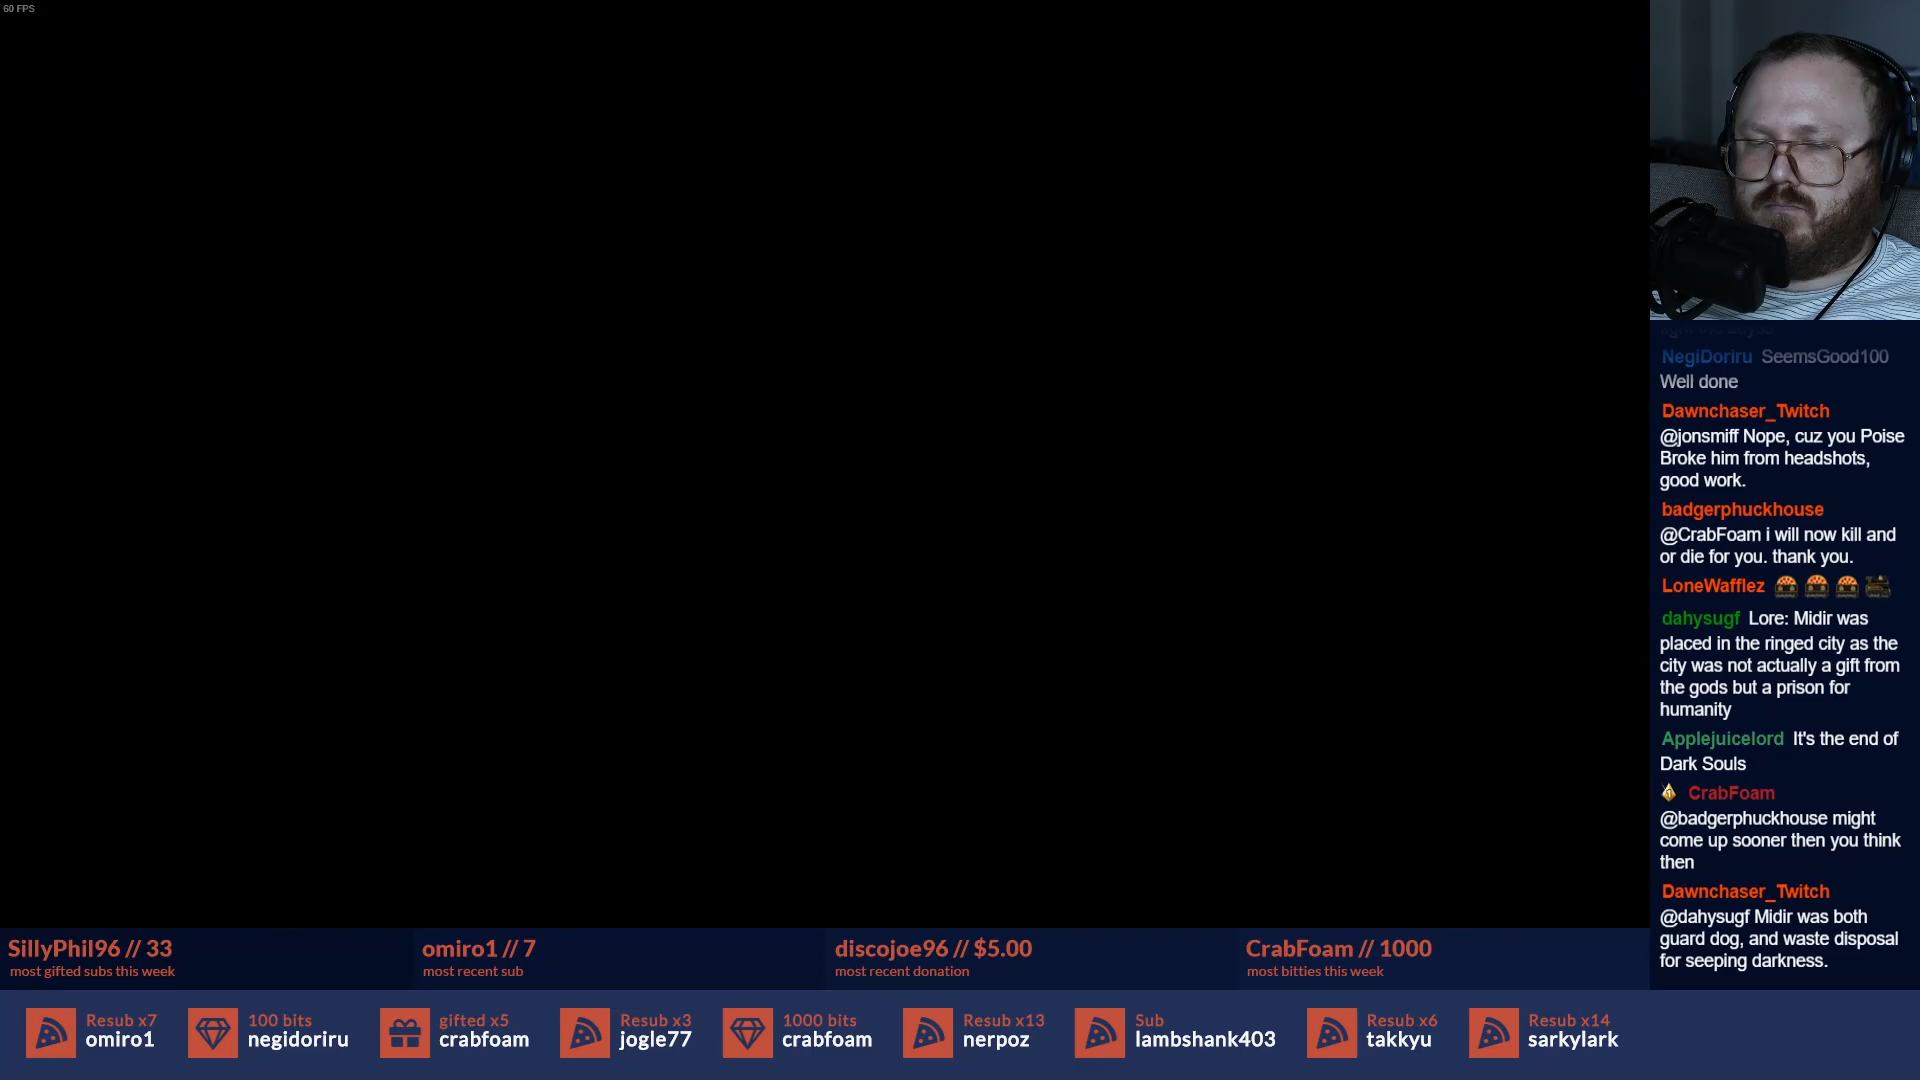 60 FPS
NegiDoriru SeemsGood100
Well done
Dawnchaser_Twitch
@jonsmiff Nope, cuz you Poise
Broke him from headshots,
good work.
badgerphuckhouse
@CrabFoam i will now kill and
or die for you. thank you.
LoneWafflez
dahysugf Lore: Midir was
placed in the ringed city as the
city was not actually a gift from
the gods but a prison for
humanity
Applejuicelord It's the end of
Dark Souls
CrabFoam
@badgerphuckhouse might
come up sooner then you think
then
Dawnchaser_Twitch
@dahysugf Midir was both
guard dog, and waste disposal
for seeping darkness.
SillyPhil96 // 33
most gifted subs this week
omiro1 // 7
most recent sub
discojoe96 // $5.00
most recent donation
CrabFoam // 1000
most bitties this week
Resub x7
omiro1
100 bits
negidoriru
gifted x5
crabfoam
Resub x3
jogle77
1000 bits
crabfoam
Resub x13
nerpoz
Sub
lambshank403
Resub x6
takkyu
Resub x14
sarkylark